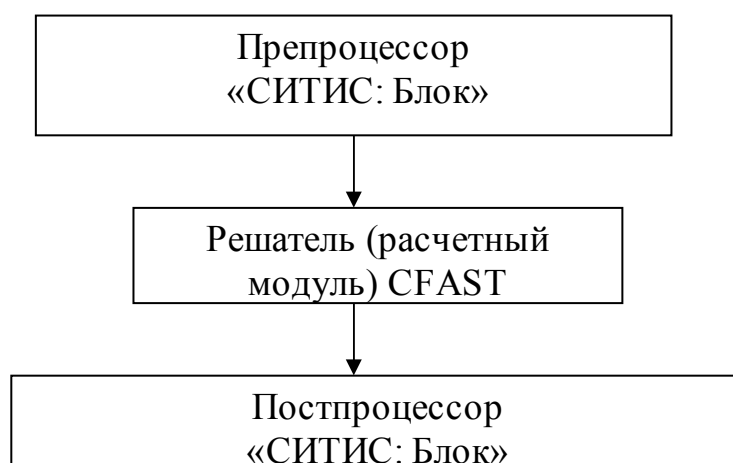 Препроцессор
«СИТИС: Блок»
Решатель (расчетный
модуль) CFAST
Постпроцессор
«СИТИС: Блок»